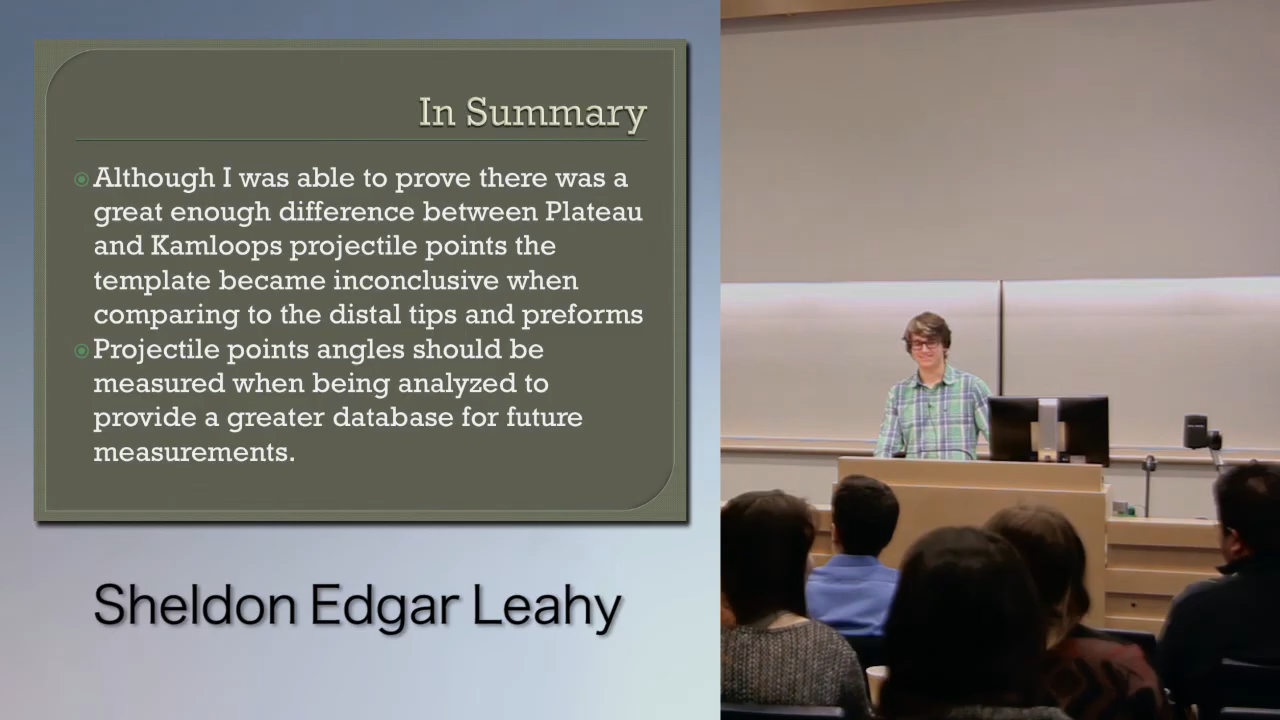 In Summary
Although I was able to prove there was a
great enough difference between Plateau
and Kamloops projectile points the
template became inconclusive when
comparing to the distal tips and preforms
Projectile points angles should be
measured when being analyzed to
provide a greater database for future
measurements.
Sheldon Edgar Leahy